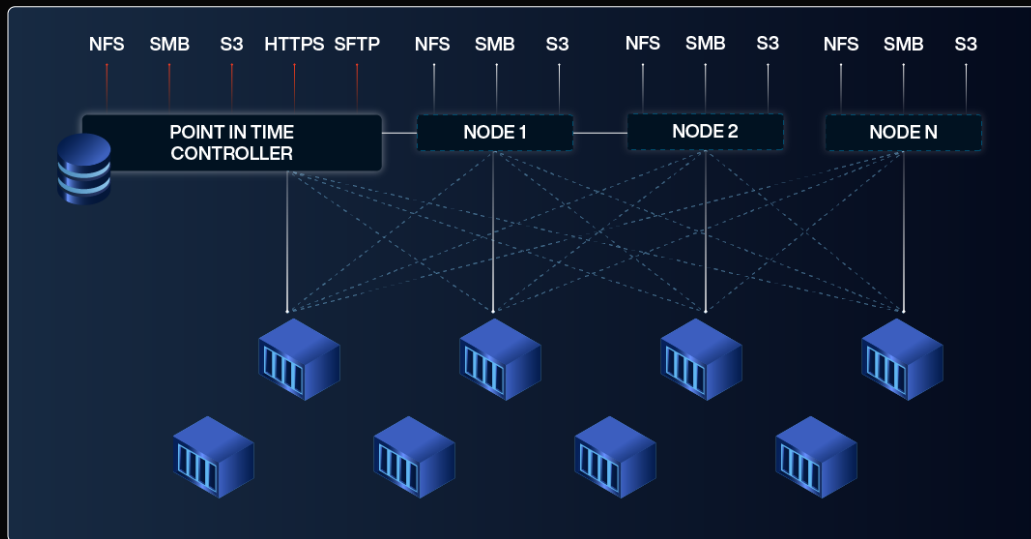 NFS SMB S3 HTTPS SFTP NFS SMB S3 NFS SMB S3 NFS SMB S3
POINT IN TIME
CONTROLLER
NODE 1
NODE 2
NODE N